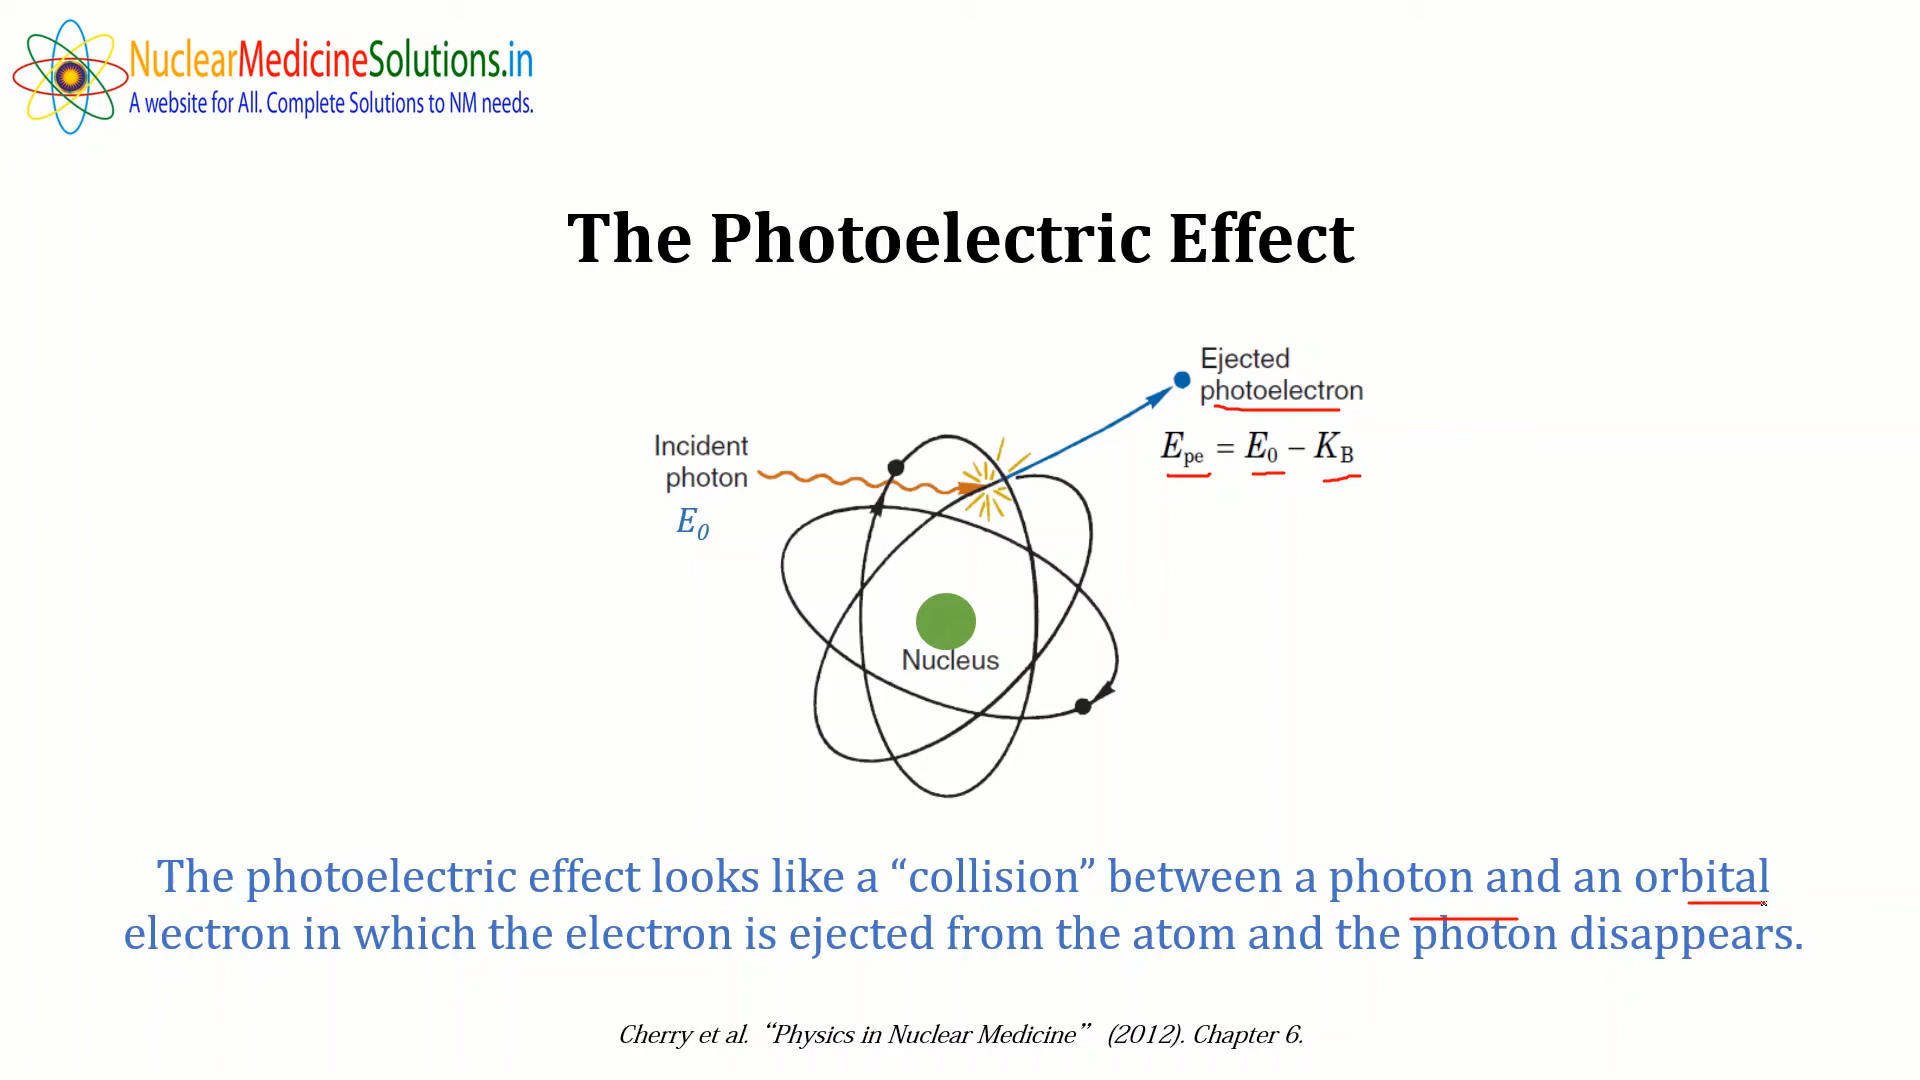 NuclearMedicineSolutions.in
A website for All. Complete Solutions to NM needs.
The Photoelectric Effect
Ejected
photoelectron
Epe = E0 − KB
Incident
photon
E0
Nucleus
The photoelectric effect looks like a “collision” between a photon and an orbital
electron in which the electron is ejected from the atom and the photon disappears.
Cherry et al. “Physics in Nuclear Medicine” (2012). Chapter 6.